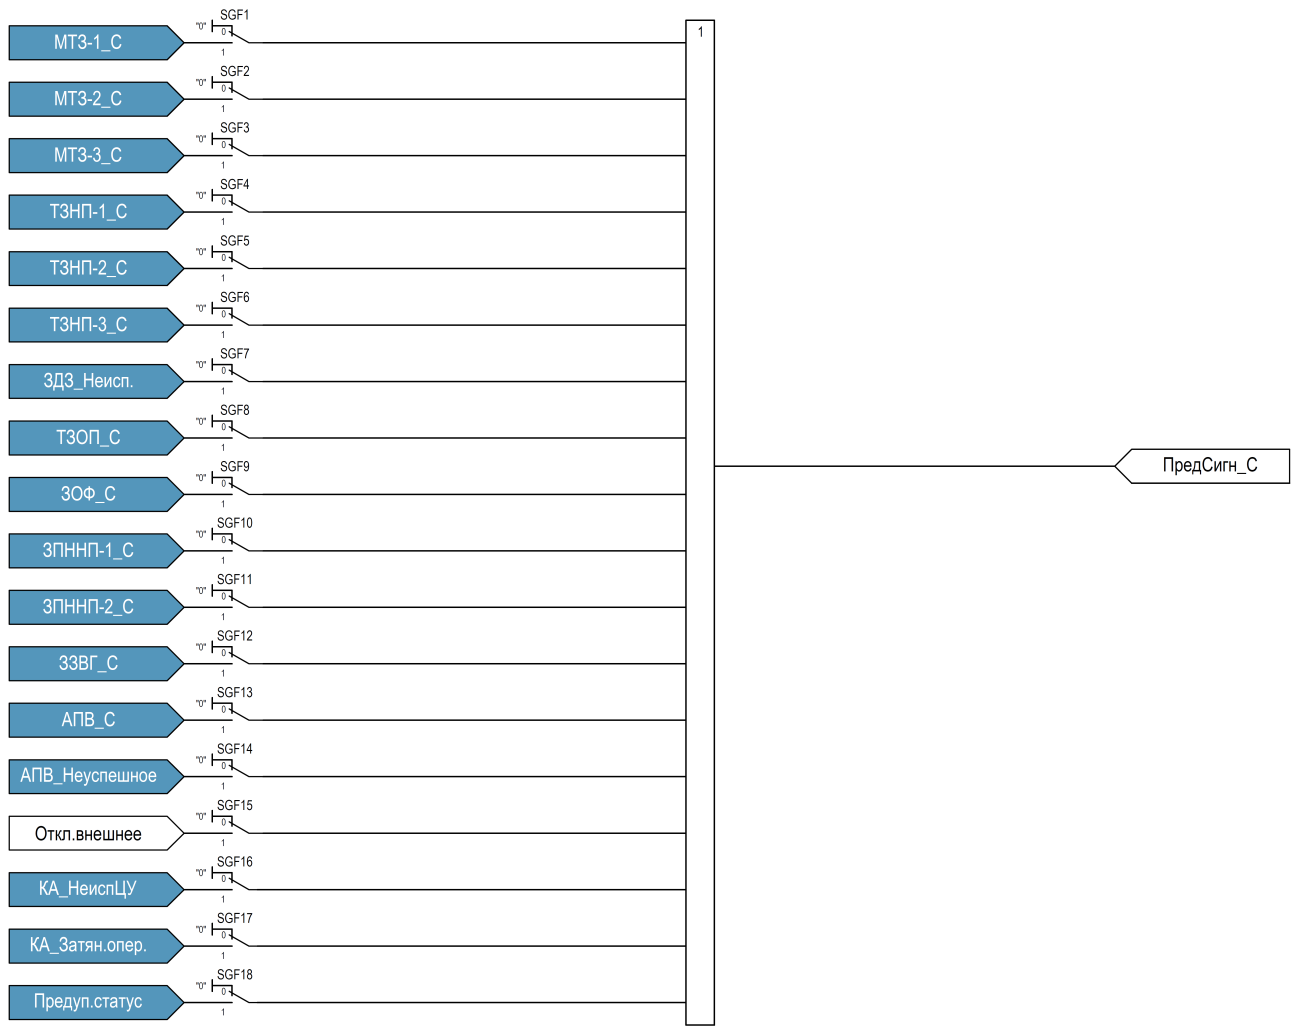 SGF1
"0" 0
МТЗ-1_С
1
1
SGF2
"0" 0
МТЗ-2_С
1
SGF3
"0" 0
МТЗ-3_С
1
SGF4
"0" 0
ТЗНП-1_С
1
SGF5
"0" 0
ТЗНП-2_С
1
SGF6
"0" 0
ТЗНП-3_С
1
SGF7
"0" 0
ЗДЗ_Неисп.
1
SGF8
"0" 0
ТЗОП_С
1
ПредСигн_С
SGF9
"0" 0
ЗОФ_С
1
SGF10
"0" 0
ЗПННП-1_С
1
SGF11
"0" 0
ЗПННП-2_С
1
SGF12
"0" 0
ЗЗВГ_С
1
SGF13
"0" 0
АПВ_С
1
SGF14
"0" 0
АПВ_Неуспешное
1
SGF15
"0" 0
Откл.внешнее
1
SGF16
"0" 0
КА_НеиспЦУ
1
SGF17
"0" 0
КА_Затян.опер.
1
SGF18
"0" 0
Предуп.статус
1